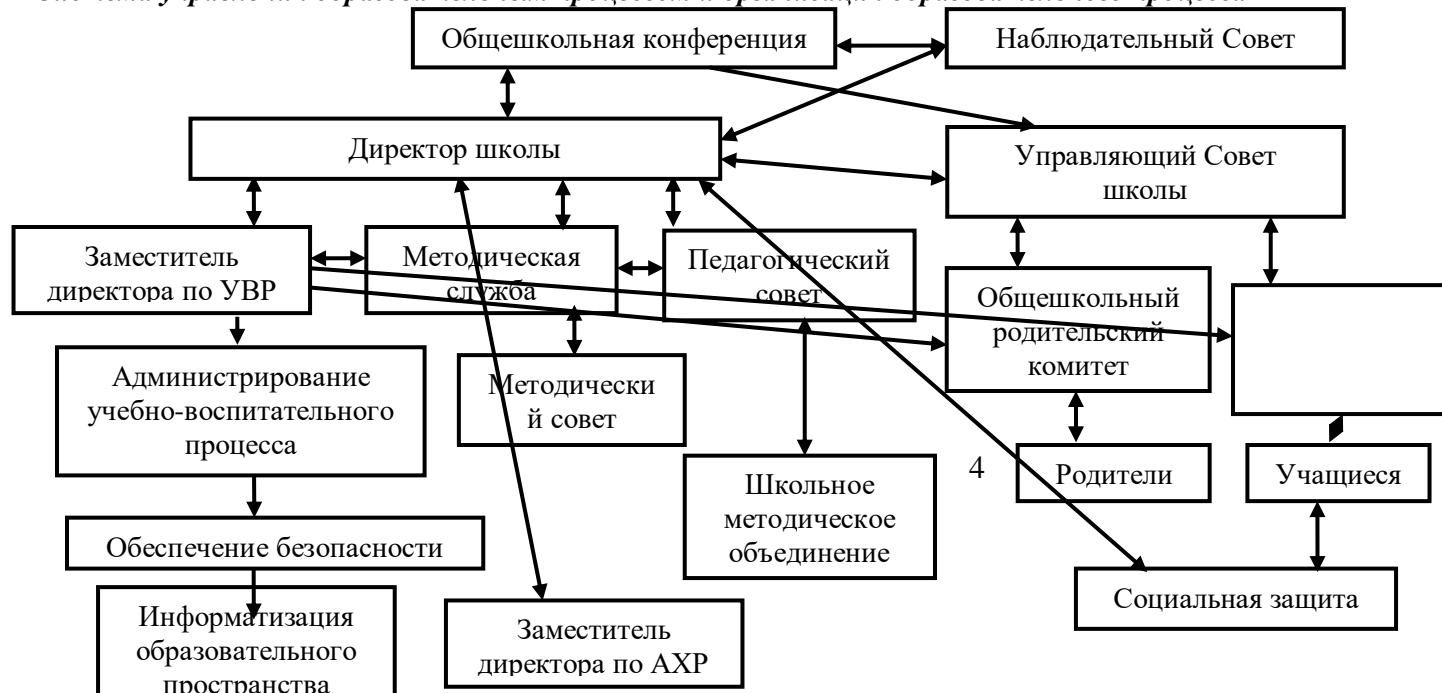 Общешкольная конференция
Наблюдательный Совет
Директор школы
Управляющий Совет
школы
Заместитель
директора по УВР
Методическая
служба
Педагогический
совет
Общешкольный
родительский
комитет
Администрирование
учебно-воспитательного
процесса
Методически
й совет
4
Родители
Учащиеся
Школьное
методическое
объединение
Обеспечение безопасности
Социальная защита
Информатизация
образовательного
пространства
Заместитель
директора по АХР